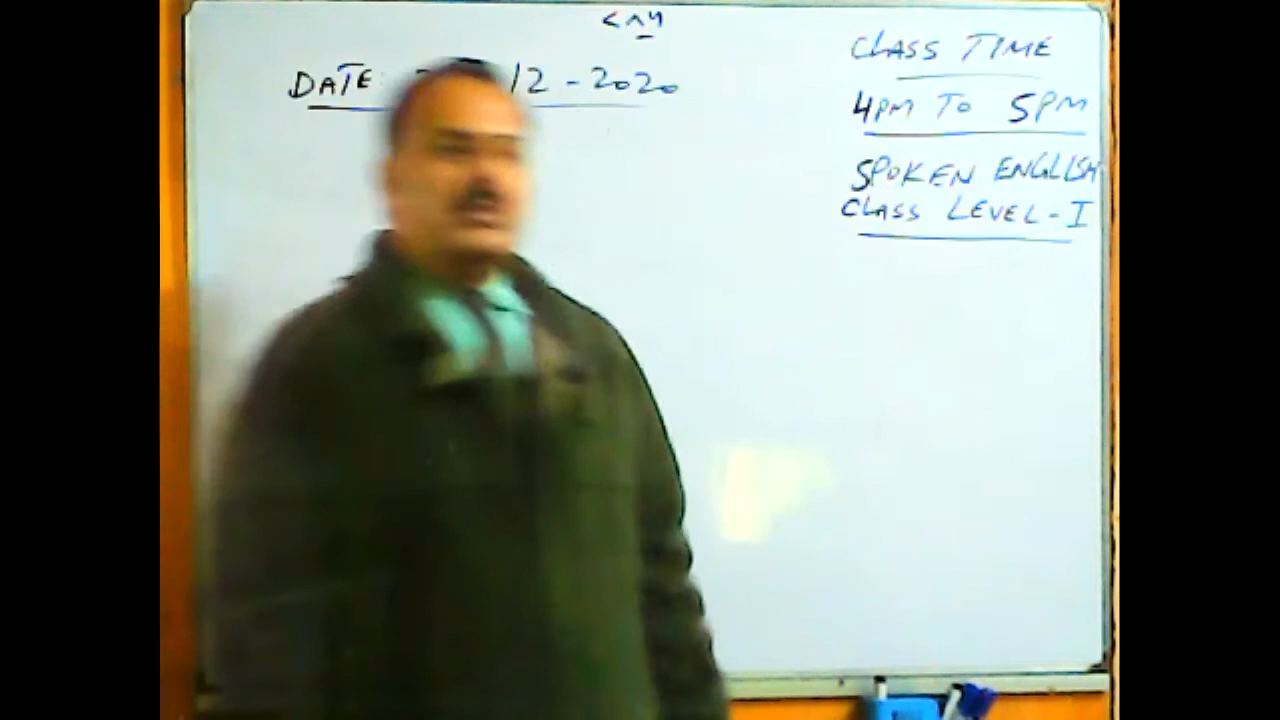 DATE: 12-2020
CLASS TIME
4PM TO 5PM
SPOKEN ENGLISH
CLASS LEVEL-I